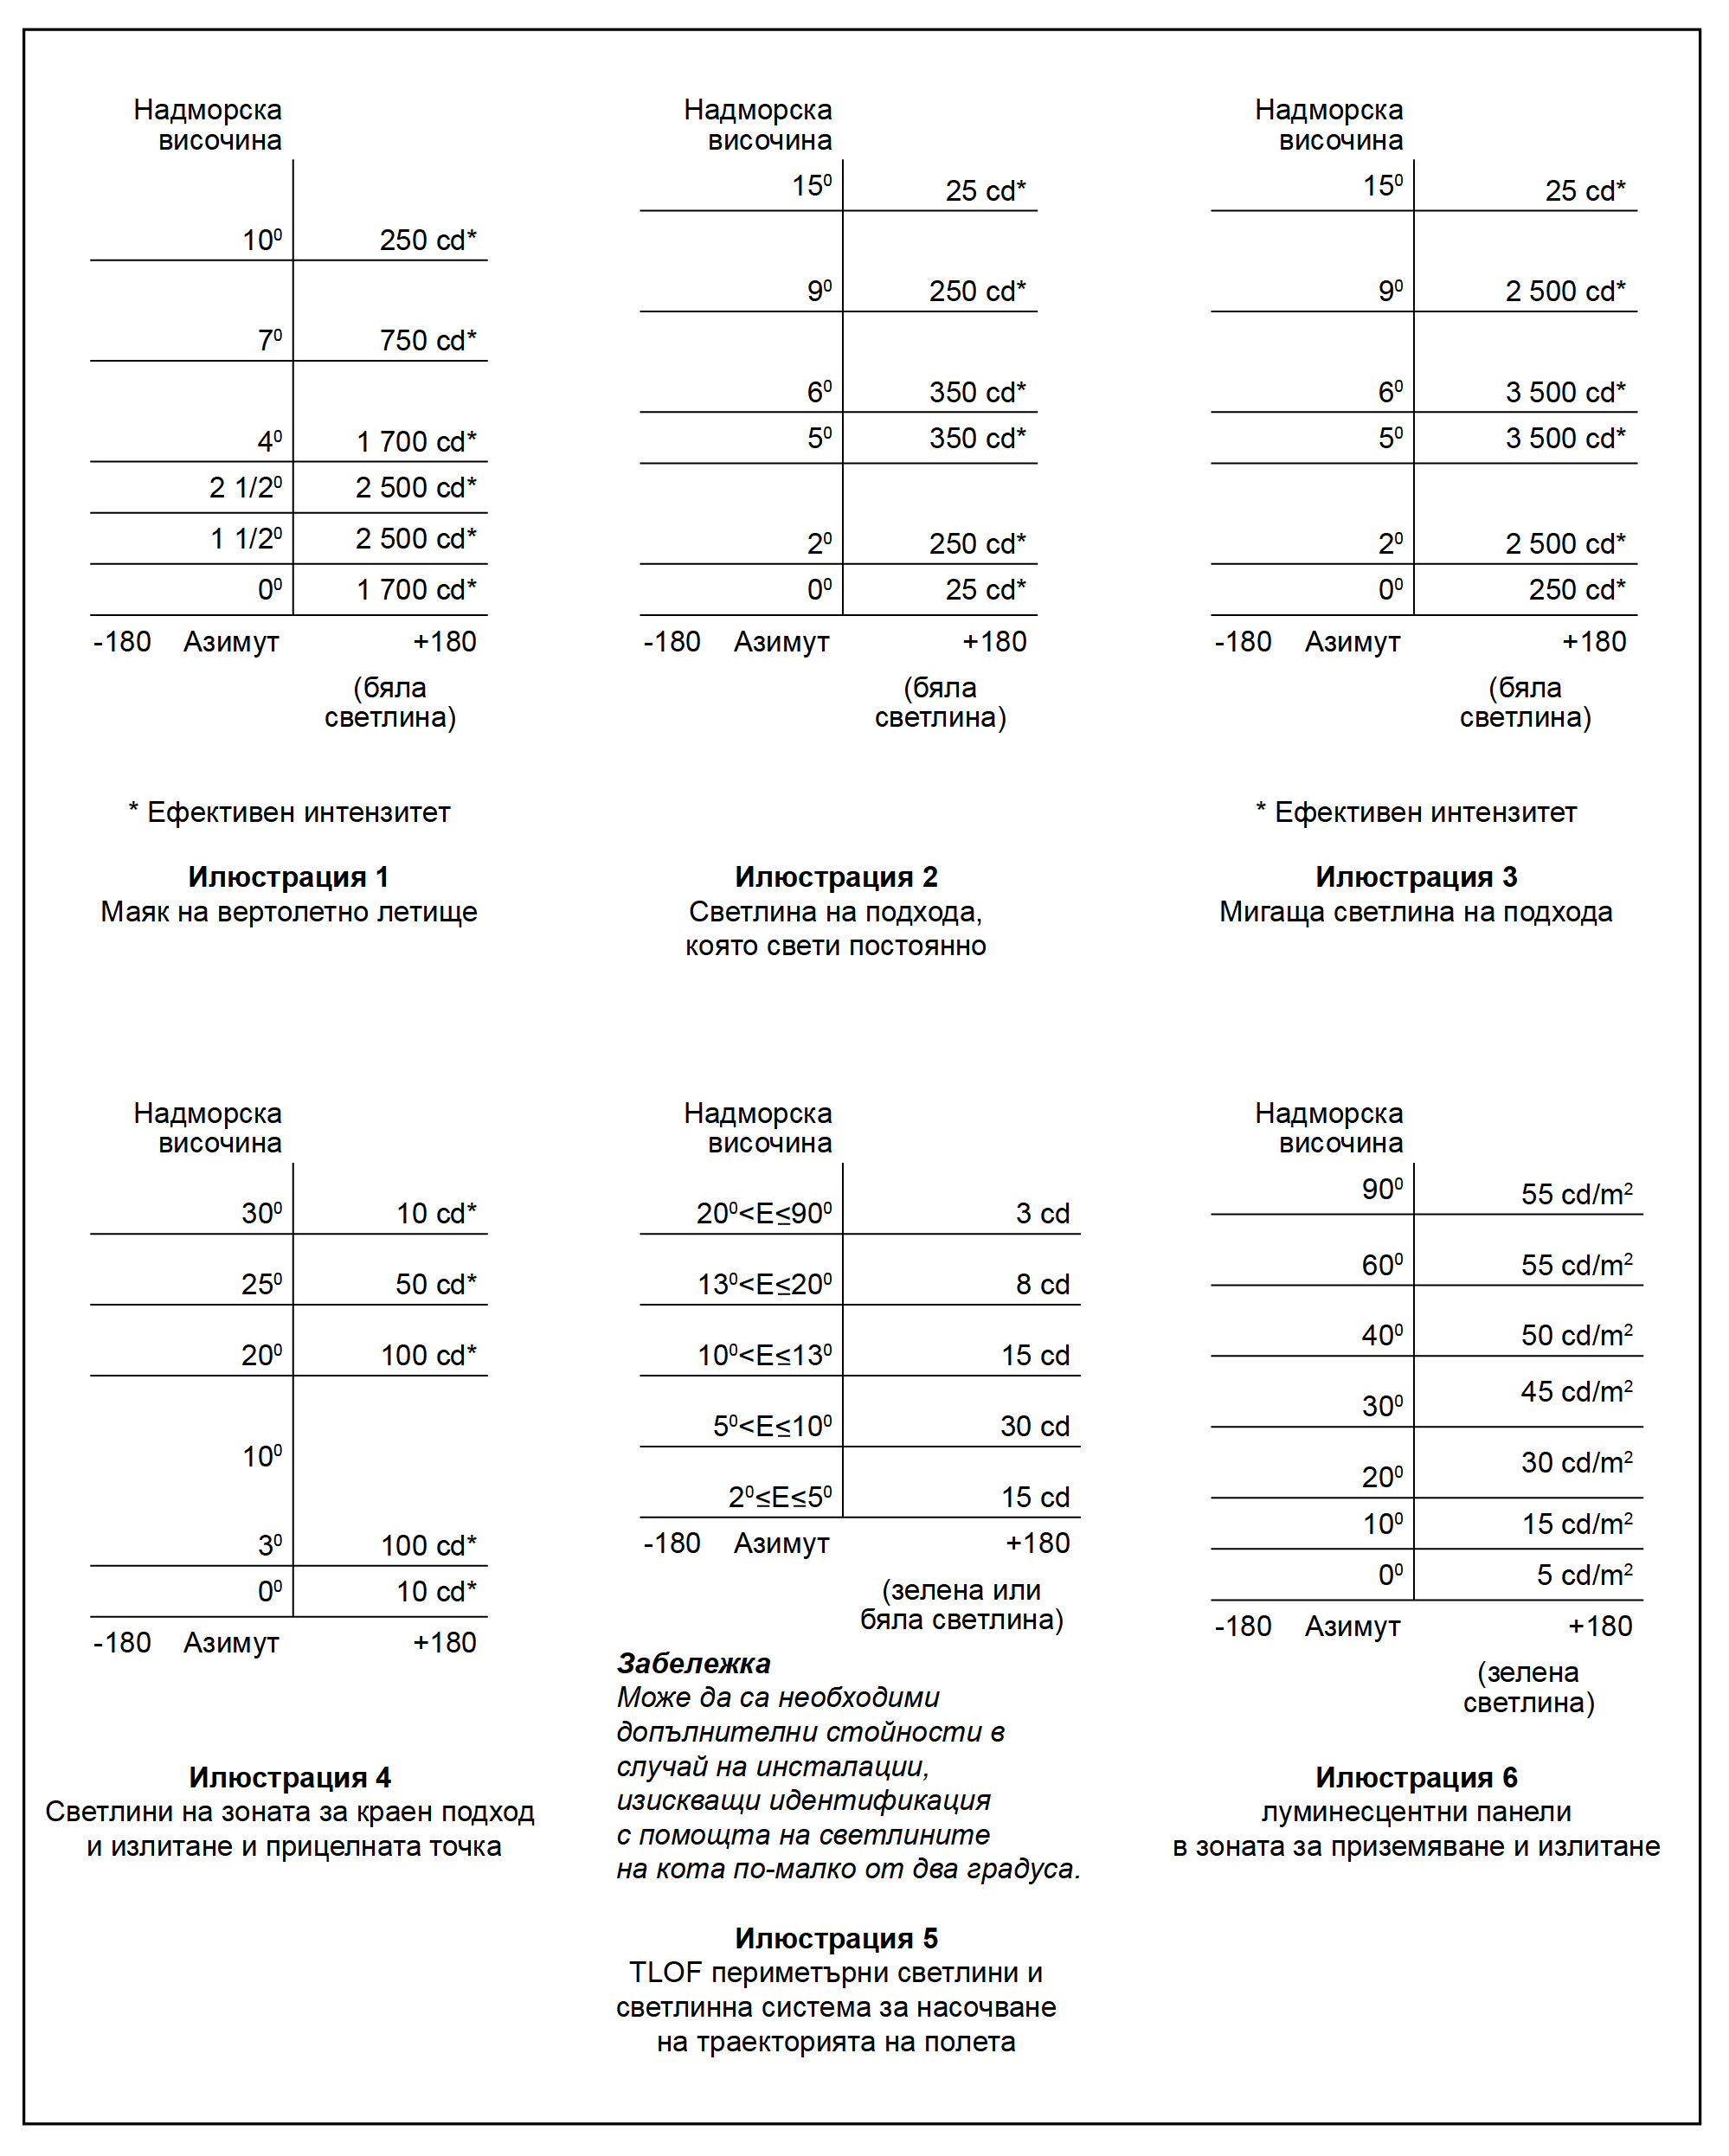 Надморска
височина
10⁰ 250 cd*
7⁰ 750 cd*
4⁰ 1 700 cd*
2 1/2⁰ 2 500 cd*
1 1/2⁰ 2 500 cd*
0⁰ 1 700 cd*
-180 Азимут +180
(бяла
светлина)
* Ефективен интензитет
Илюстрация 1
Маяк на вертолетно летище
Надморска
височина
15⁰ 25 cd*
9⁰ 250 cd*
6⁰ 350 cd*
5⁰ 350 cd*
2⁰ 250 cd*
0⁰ 25 cd*
-180 Азимут +180
(бяла
светлина)
Илюстрация 2
Светлина на подхода,
която свети постоянно
Надморска
височина
15⁰ 25 cd*
9⁰ 2 500 cd*
6⁰ 3 500 cd*
5⁰ 3 500 cd*
2⁰ 2 500 cd*
0⁰ 250 cd*
-180 Азимут +180
(бяла
светлина)
* Ефективен интензитет
Илюстрация 3
Мигаща светлина на подхода
Надморска
височина
30⁰ 10 cd*
25⁰ 50 cd*
20⁰ 100 cd*
10⁰
3⁰ 100 cd*
0⁰ 10 cd*
-180 Азимут +180
Илюстрация 4
Светлини на зоната за краен подход
и излитане и прицелната точка
Надморска
височина
20⁰<E≤90⁰ 3 cd
13⁰<E≤20⁰ 8 cd
10⁰<E≤13⁰ 15 cd
5⁰<E≤10⁰ 30 cd
2⁰≤E≤5⁰ 15 cd
-180 Азимут +180
(зелена или
бяла светлина)
Забележка
Може да са необходими
допълнителни стойности в
случай на инсталации,
изискващи идентификация
с помощта на светлините
на кота по-малко от два градуса.
Илюстрация 5
TLOF периметърни светлини и
светлинна система за насочване
на траекторията на полета
Надморска
височина
90⁰ 55 cd/m²
60⁰ 55 cd/m²
40⁰ 50 cd/m²
30⁰ 45 cd/m²
20⁰ 30 cd/m²
10⁰ 15 cd/m²
0⁰ 5 cd/m²
-180 Азимут +180
(зелена
светлина)
Илюстрация 6
луминесцентни панели
в зоната за приземяване и излитане